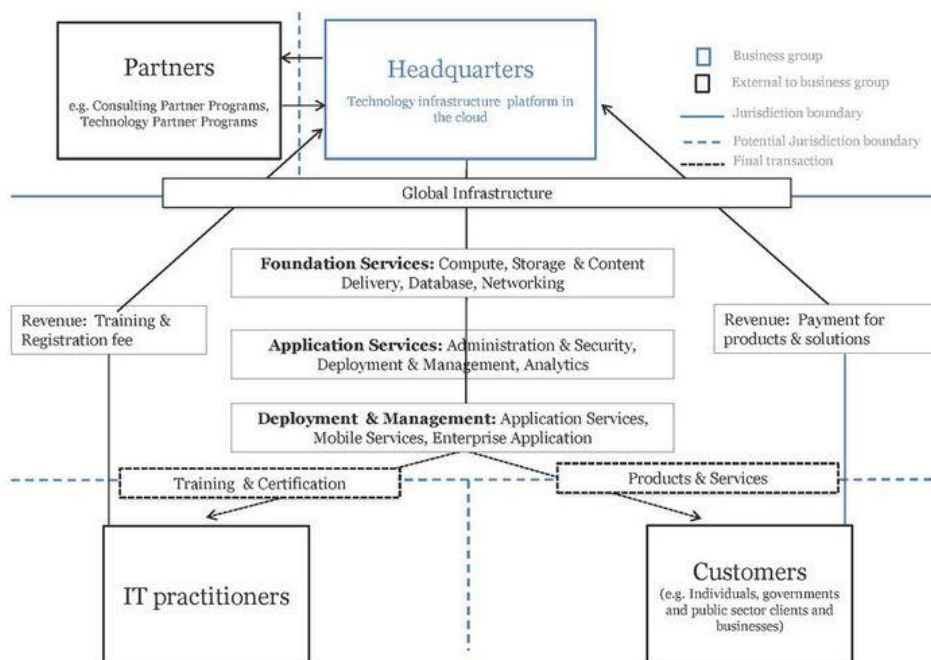 Partners
e.g. Consulting Partner Programs,
Technology Partner Programs
Headquarters
Technology infrastructure platform in
the cloud
Business group
External to business group
Jurisdiction boundary
Potential Jurisdiction boundary
Final transaction
Global Infrastructure
Foundation Services: Compute, Storage & Content
Delivery, Database, Networking
Revenue: Training &
Registration fee
Application Services: Administration & Security,
Deployment & Management, Analytics
Revenue: Payment for
products & solutions
Deployment & Management: Application Services,
Mobile Services, Enterprise Application
Training & Certification
Products & Services
IT practitioners
Customers
(e.g. Individuals, governments
and public sector clients and
businesses)